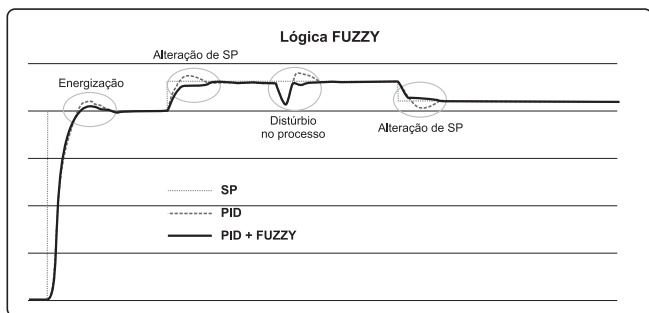 Lógica FUZZY
Alteração de SP
Energização
Distúrbio
no processo
Alteração de SP
SP
PID
PID + FUZZY